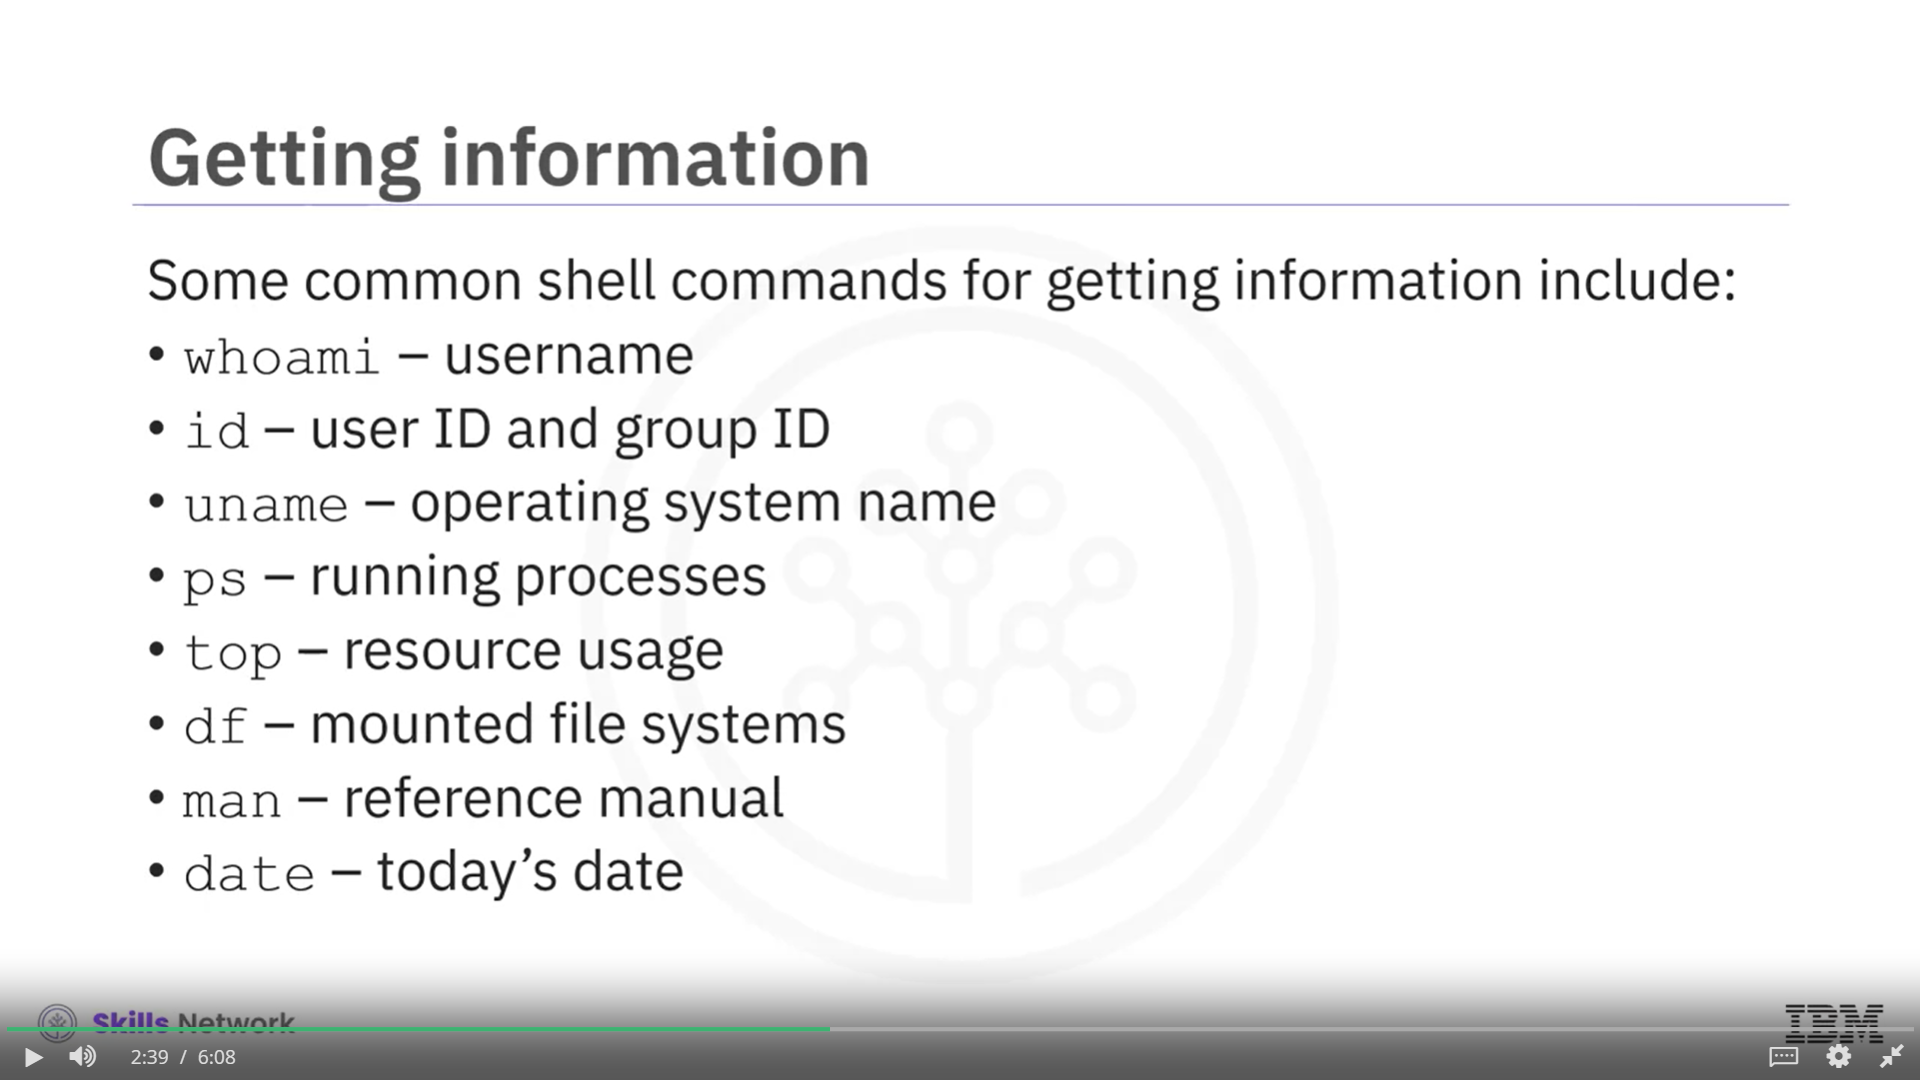 Getting information
Some common shell commands for getting information include:
• whoami – username
• id – user ID and group ID
• uname – operating system name
• ps – running processes
• top – resource usage
• df – mounted file systems
• man – reference manual
• date – today’s date
Skills Network
IBM
2:39 / 6:08